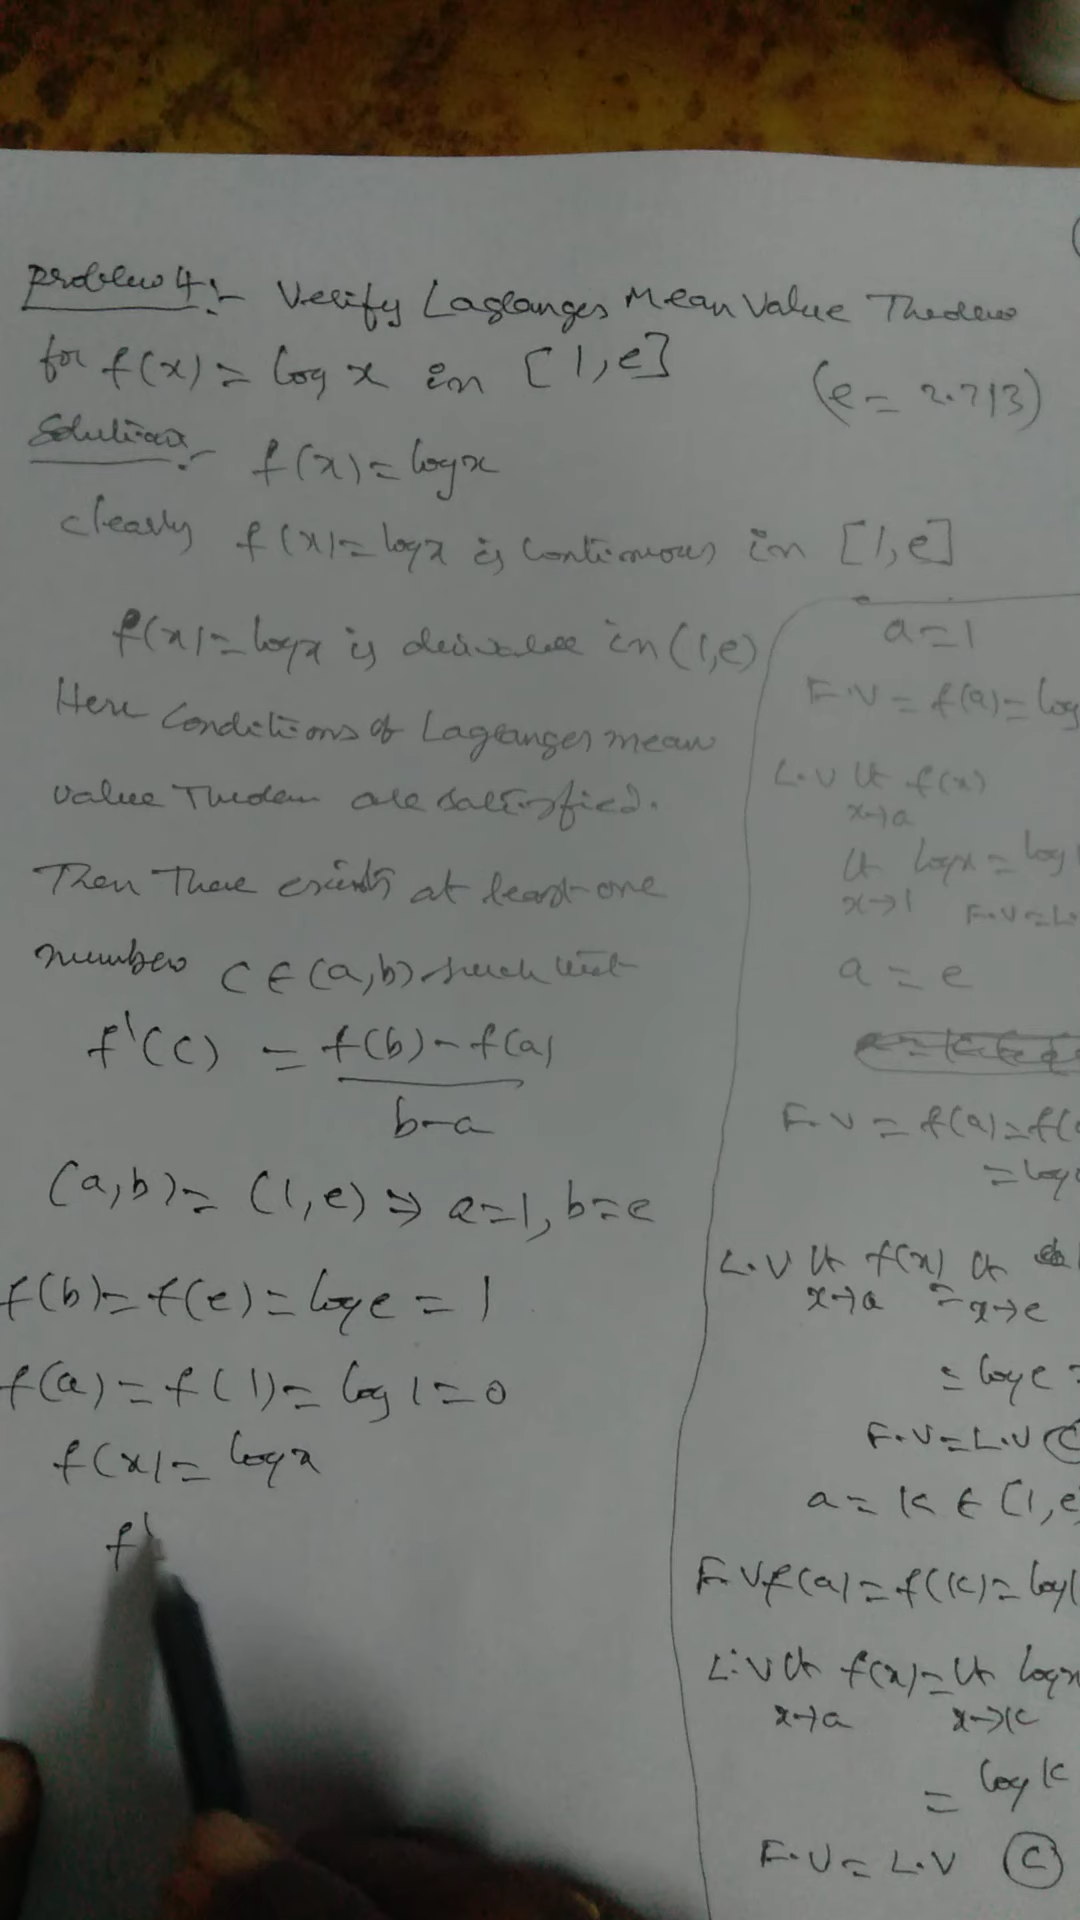 Problem 4:- Verify Lagranges Mean Value Theorem
for f(x) = log x in [1,e]
(e = 2.713)
Solution:- f(x) = log x
clearly f(x) = log x is continuous in [1,e]
f(x) = log x is derivable in (1,e)
Here conditions of Lagranges mean
value Theorem are satisfied.
Then There exists at least one
number C ∈ (a,b) such that
f'(C) = f(b) - f(a)
b-a
(a,b) = (1,e) ⇒ a=1, b=e
f(b) = f(e) = log e = 1
f(a) = f(1) = log 1 = 0
f(x) = log x
f'
a=1
F.V = f(a) = log
L.V Lt f(x)
x→a
Lt log x = log
x→1 F.V = L.
a = e
F.V = f(a) = f(
= log
L.V Lt f(x) Lt
x→a = x→e
= log e =
F.V = L.V
a = k ∈ (1,e
F.V f(a) = f(k) = log
L.V Lt f(x) = Lt log x
x→a x→k
= log k
F.V = L.V C